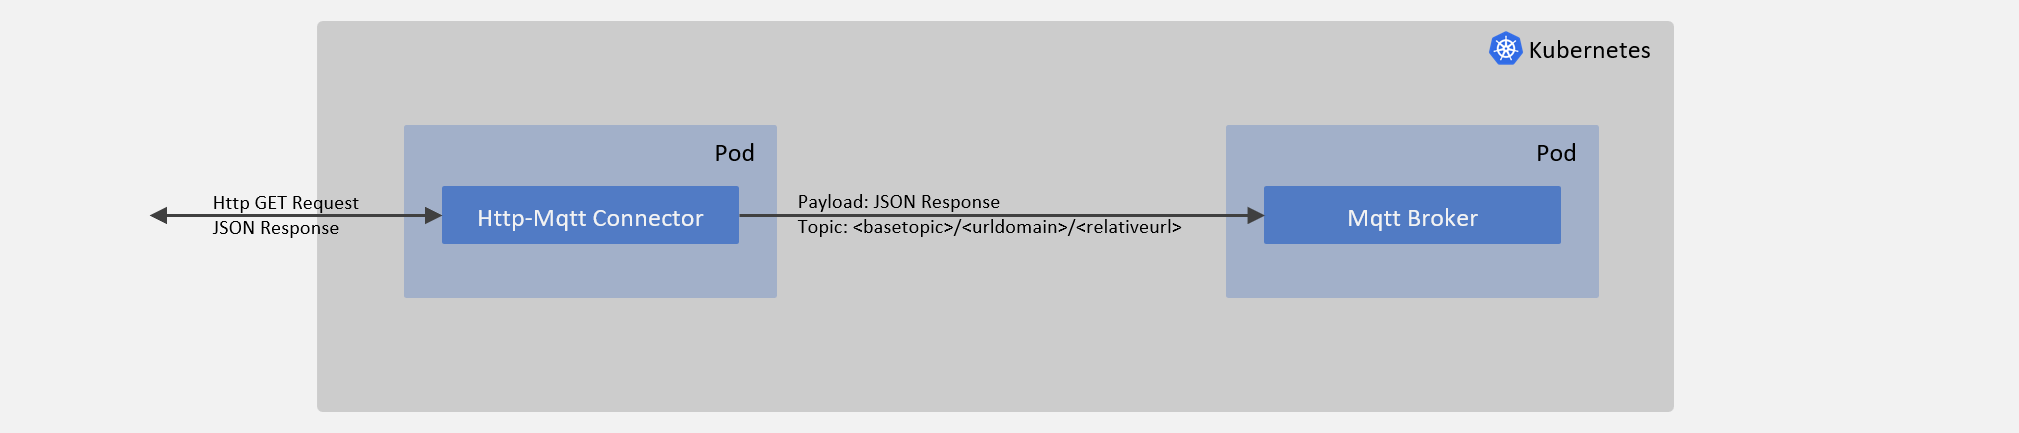 Kubernetes
Pod
Pod
Http GET Request
JSON Response
Http-Mqtt Connector
Payload: JSON Response
Topic: <basetopic>/<urldomain>/<relativeurl>
Mqtt Broker